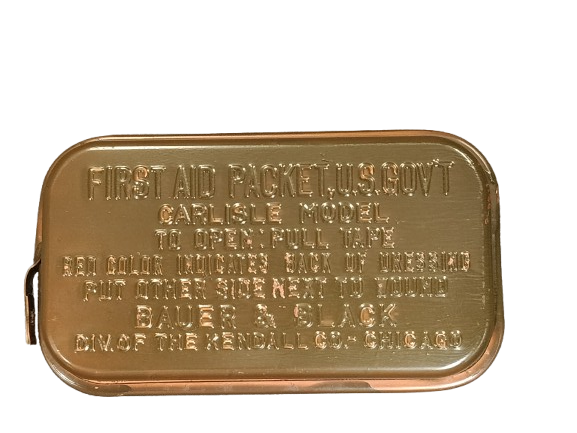 FIRST AID PACKET, U.S. GOV'T
CARLISLE MODEL
TO OPEN: PULL TAPE
RED COLOR INDICATES BACK OF DRESSING
PUT OTHER SIDE NEXT TO WOUND
BAUER & BLACK
DIV. OF THE KENDALL CO.- CHICAGO